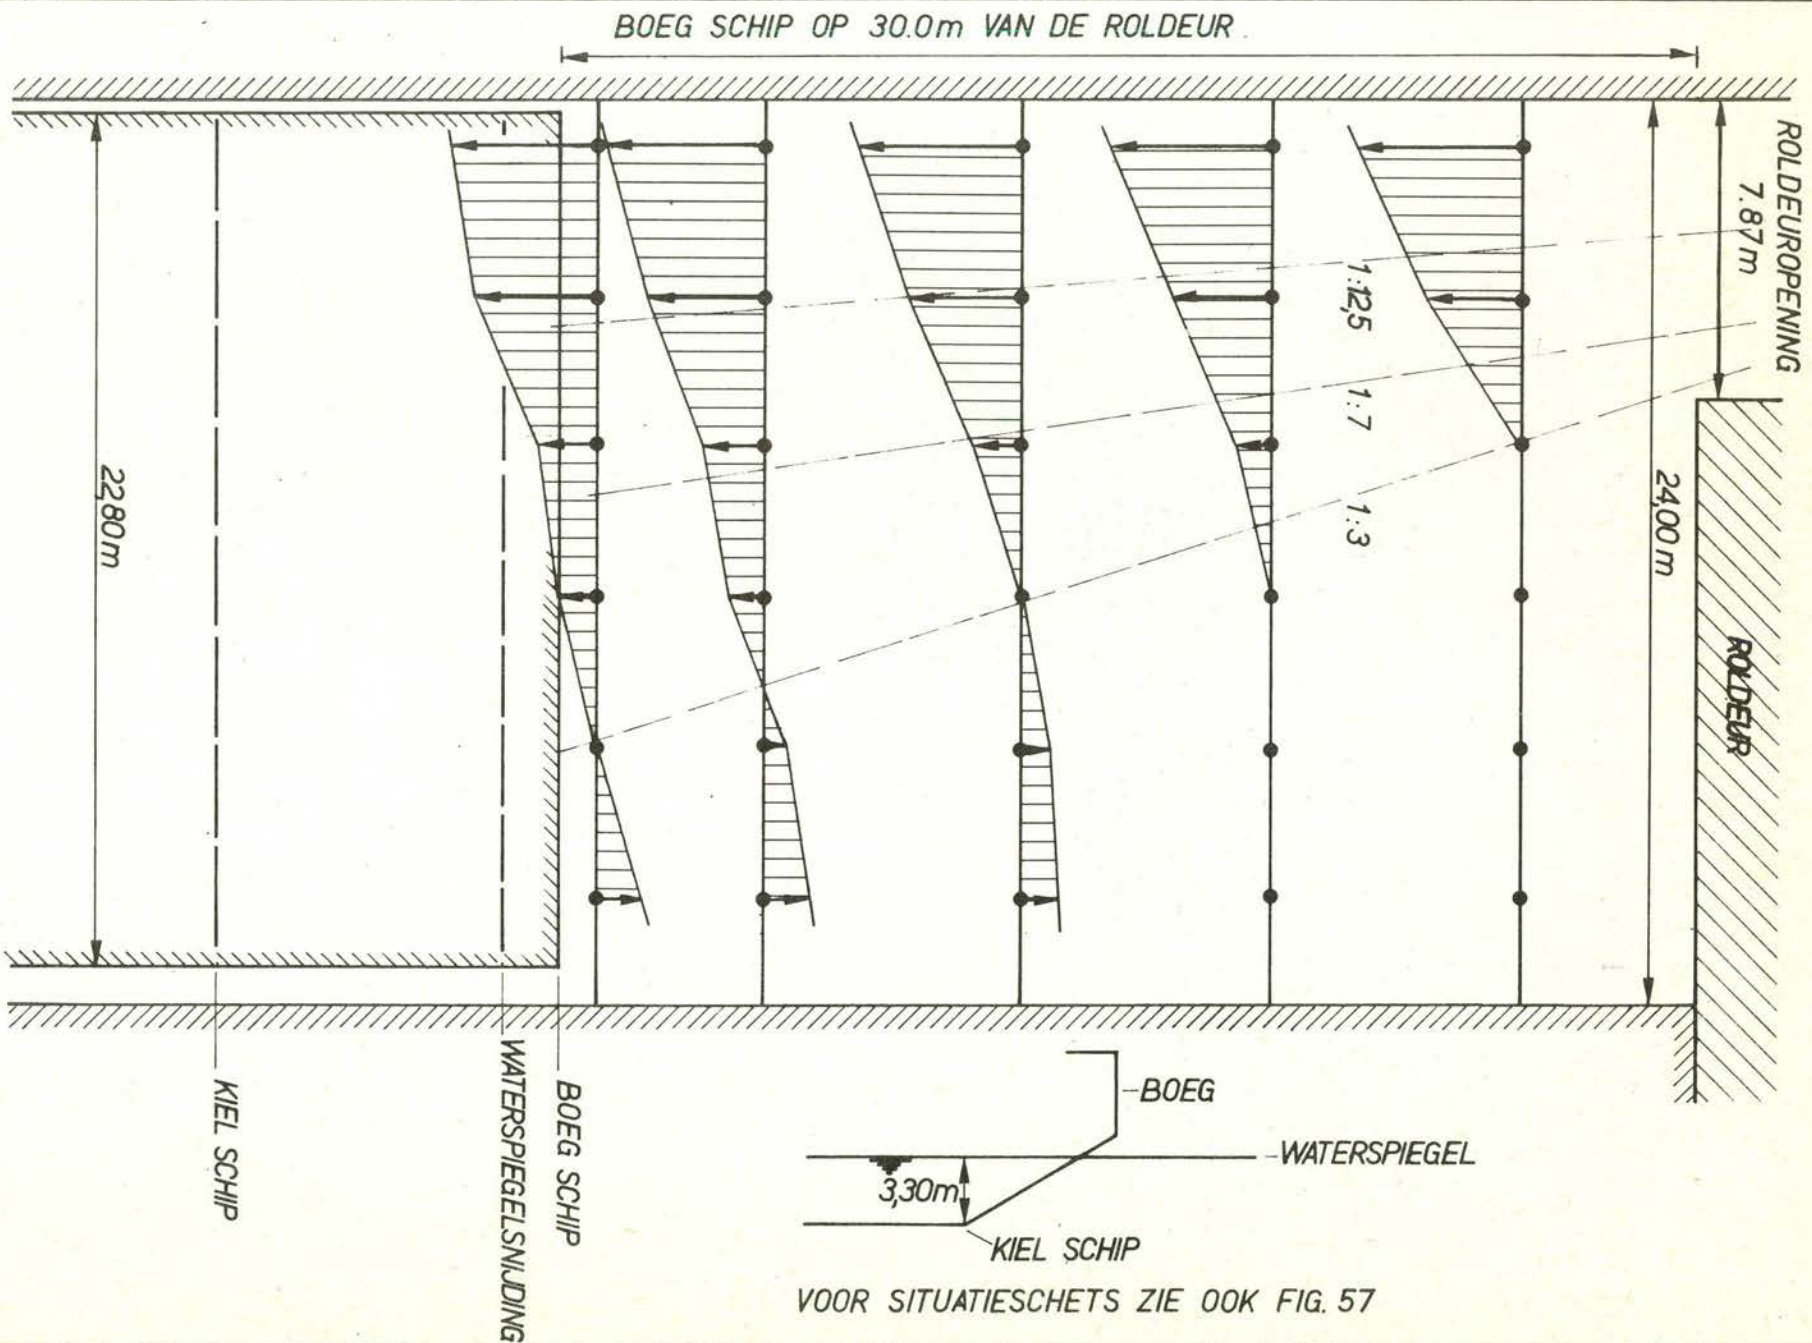 BOEG SCHIP OP 30.0m VAN DE ROLDEUR.
ROLDEUROPENING
7.87m
1:12,5
1:7
1:3
22,80m
24,00m
ROLDEUR
KIEL SCHIP
WATERSPIEGELSNIJDING
BOEG SCHIP
BOEG
WATERSPIEGEL
3,30m
KIEL SCHIP
VOOR SITUATIESCHETS ZIE OOK FIG. 57